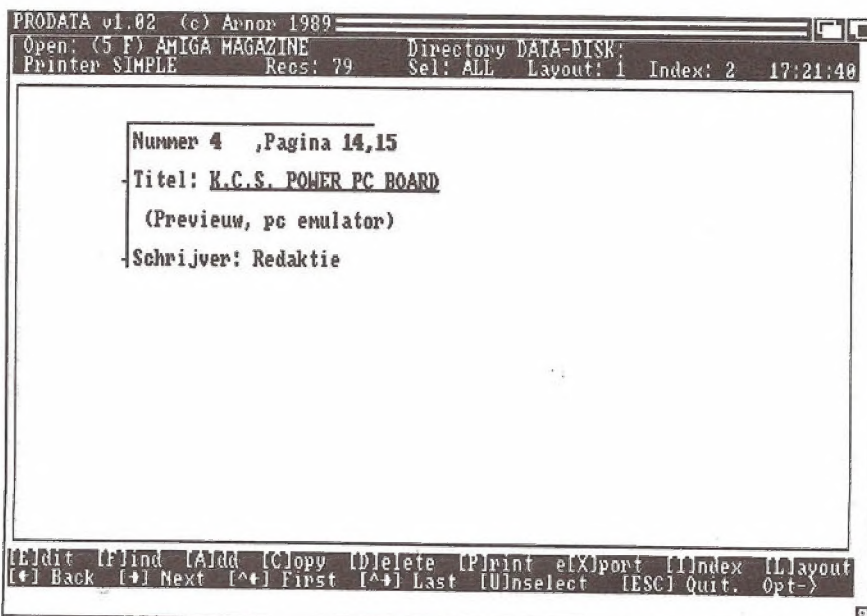 PRODATA v1.02 (c) Arnor 1989
Open: (5 F) AMIGA MAGAZINE Directory DATA-DISK:
Printer SIMPLE Recs: 79 Sel: ALL Layout: 1 Index: 2 17:21:40
Nummer 4 ,Pagina 14,15
Titel: K.C.S. POWER PC BOARD
(Previeuw, pc emulator)
Schrijver: Redaktie
[E]dit [F]ind [A]dd [C]opy [D]elete [P]rint e[X]port [I]ndex [L]ayout
[←] Back [→] Next [^←] First [^→] Last [U]nselect [ESC] Quit. Opt->